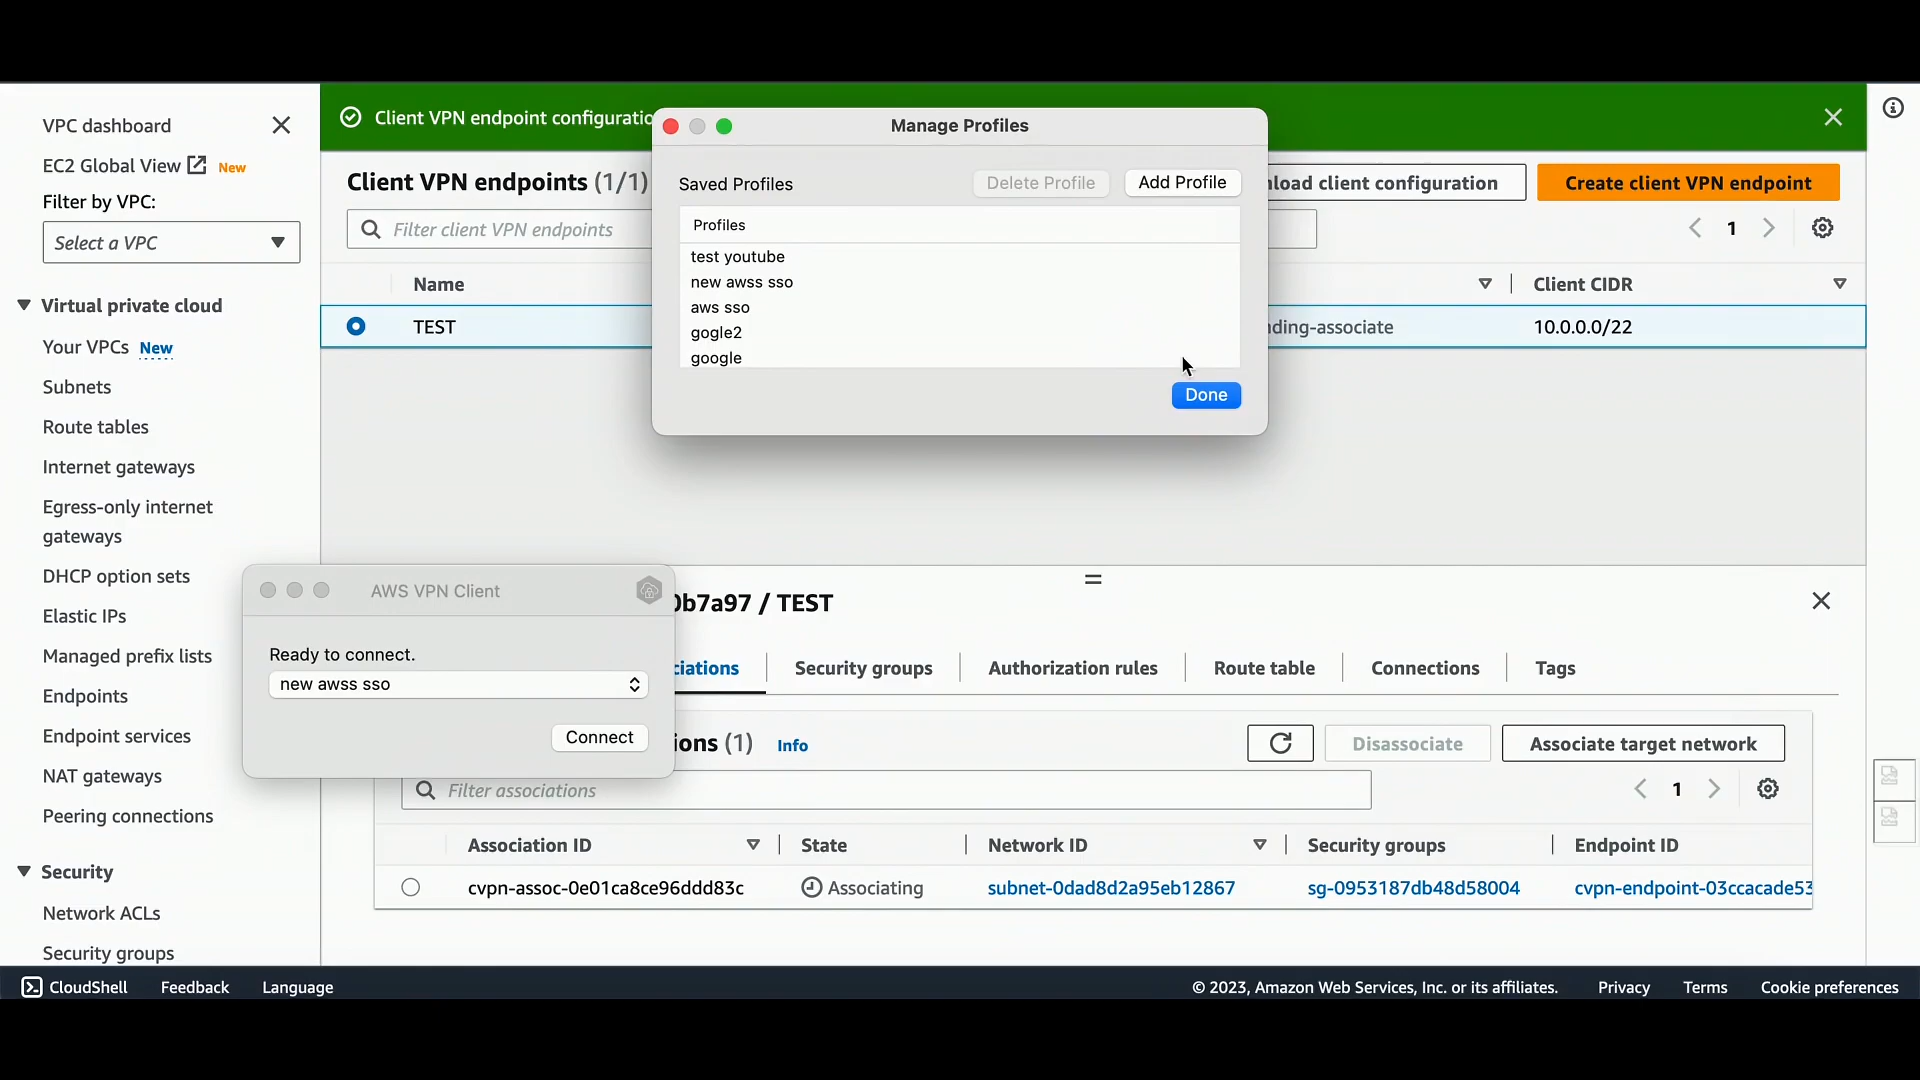 VPC dashboard
EC2 Global View New
Filter by VPC:
Select a VPC
Virtual private cloud
Your VPCs New
Subnets
Route tables
Internet gateways
Egress-only internet
gateways
DHCP option sets
Elastic IPs
Managed prefix lists
Endpoints
Endpoint services
NAT gateways
Peering connections
Security
Network ACLs
Security groups
Client VPN endpoint
Client VPN endpoints (1/1)
Create client VPN endpoint
client configuration
Filter client VPN endpoints
1
Name
Client CIDR
TEST
10.0.0.0/22
Manage Profiles
Saved Profiles
Delete Profile
Add Profile
Profiles
test youtube
new awss sso
aws sso
gogle2
google
Done
AWS VPN Client
Ready to connect.
new awss sso
Connect
0b7a97 / TEST
Security groups
Authorization rules
Route table
Connections
Tags
(1) Info
Disassociate
Associate target network
Filter associations
1
Association ID
State
Network ID
Security groups
Endpoint ID
cvpn-assoc-0e01ca8ce96ddd83c
Associating
subnet-0dad8d2a95eb12867
sg-0953187db48d58004
cvpn-endpoint-03ccacade53
CloudShell
Feedback
Language
© 2023, Amazon Web Services, Inc. or its affiliates.
Privacy
Terms
Cookie preferences